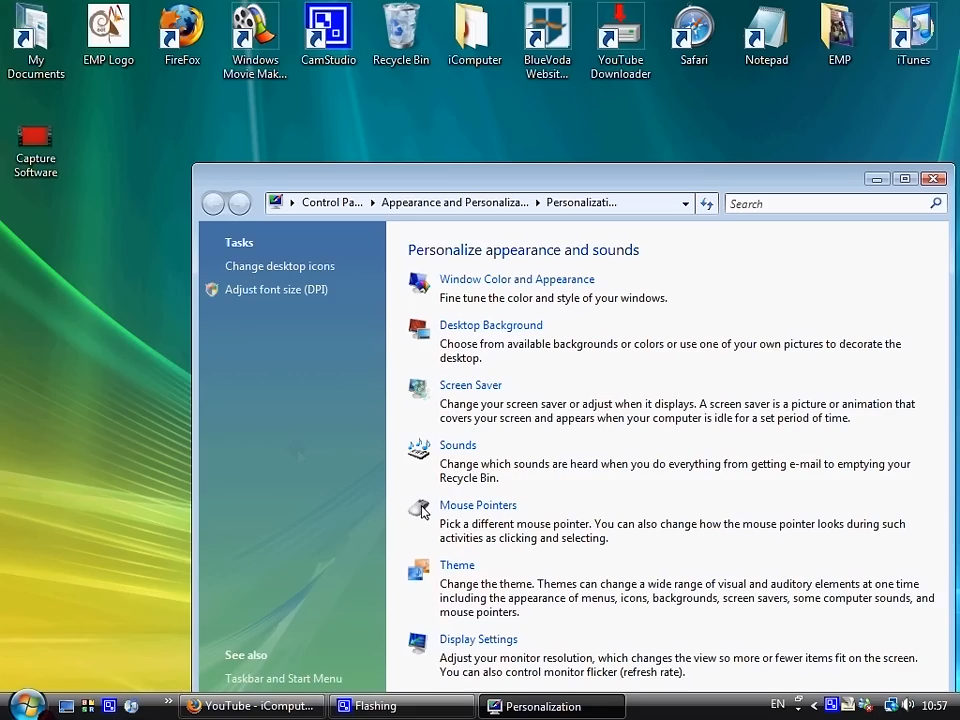 My Documents
EMP Logo
FireFox
Windows Movie Mak...
CamStudio
Recycle Bin
iComputer
BlueVoda Websit...
YouTube Downloader
Safari
Notepad
EMP
iTunes
Capture Software
Control Pa...
Appearance and Personaliza...
Personalizati...
Search
Tasks
Change desktop icons
Adjust font size (DPI)
See also
Taskbar and Start Menu
Personalize appearance and sounds
Window Color and Appearance
Fine tune the color and style of your windows.
Desktop Background
Choose from available backgrounds or colors or use one of your own pictures to decorate the
desktop.
Screen Saver
Change your screen saver or adjust when it displays. A screen saver is a picture or animation that
covers your screen and appears when your computer is idle for a set period of time.
Sounds
Change which sounds are heard when you do everything from getting e-mail to emptying your
Recycle Bin.
Mouse Pointers
Pick a different mouse pointer. You can also change how the mouse pointer looks during such
activities as clicking and selecting.
Theme
Change the theme. Themes can change a wide range of visual and auditory elements at one time
including the appearance of menus, icons, backgrounds, screen savers, some computer sounds, and
mouse pointers.
Display Settings
Adjust your monitor resolution, which changes the view so more or fewer items fit on the screen.
You can also control monitor flicker (refresh rate).
YouTube - iComput...
Flashing
Personalization
EN
10:57